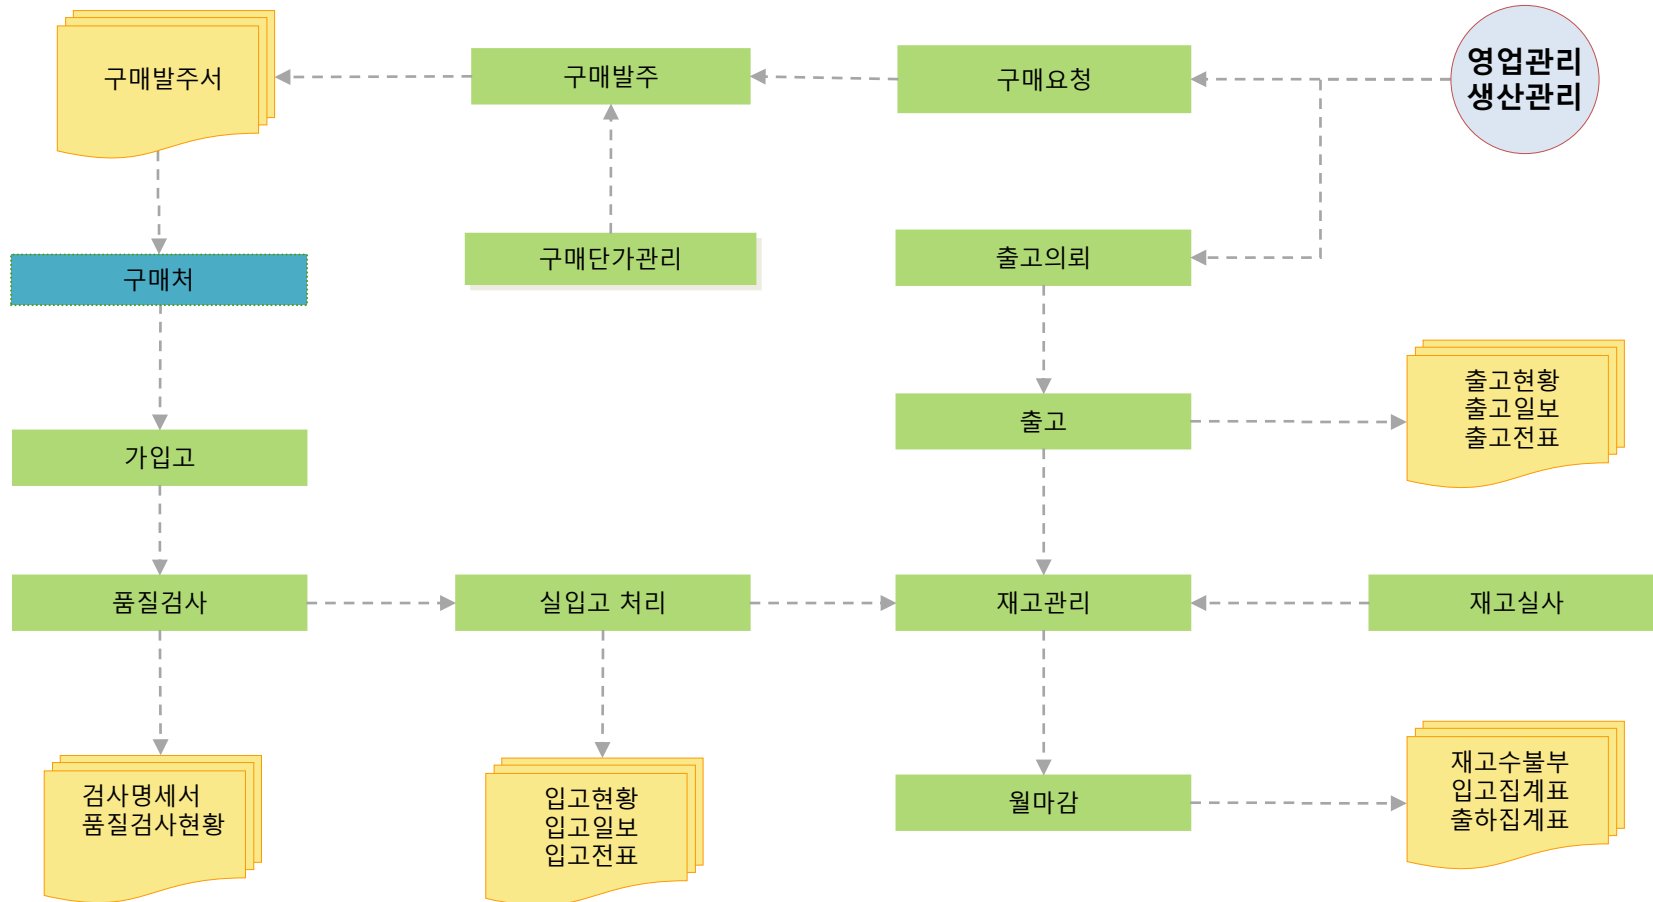 구매발주서
구매발주
구매요청
영업관리
생산관리
구매처
구매단가관리
출고의뢰
출고
출고현황
출고일보
출고전표
가입고
품질검사
실입고 처리
재고관리
재고실사
검사명세서
품질검사현황
입고현황
입고일보
입고전표
월마감
재고수불부
입고집계표
출하집계표